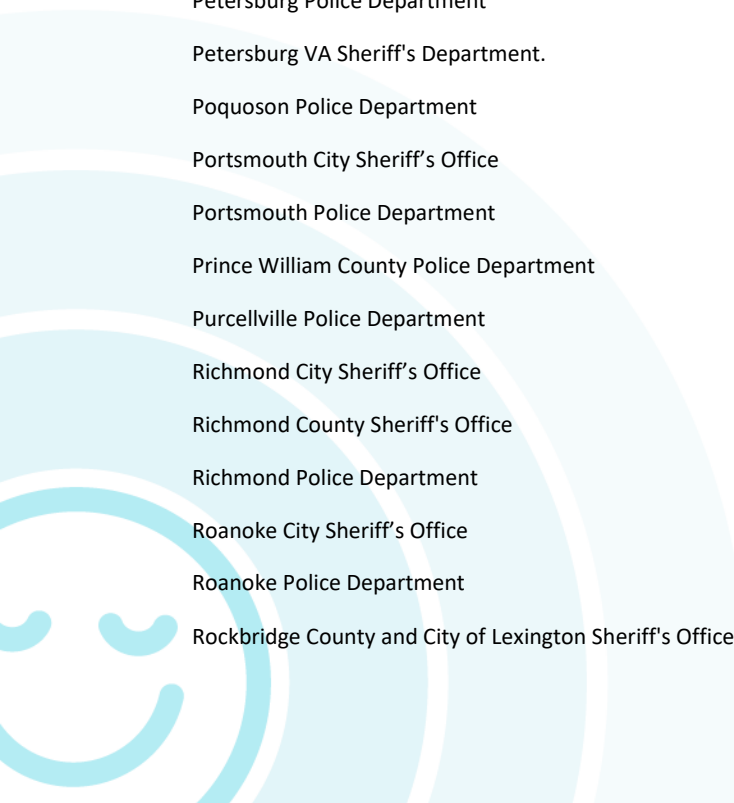 Petersburg Police Department
Petersburg VA Sheriff's Department.
Poquoson Police Department
Portsmouth City Sheriff’s Office
Portsmouth Police Department
Prince William County Police Department
Purcellville Police Department
Richmond City Sheriff’s Office
Richmond County Sheriff's Office
Richmond Police Department
Roanoke City Sheriff’s Office
Roanoke Police Department
Rockbridge County and City of Lexington Sheriff's Office